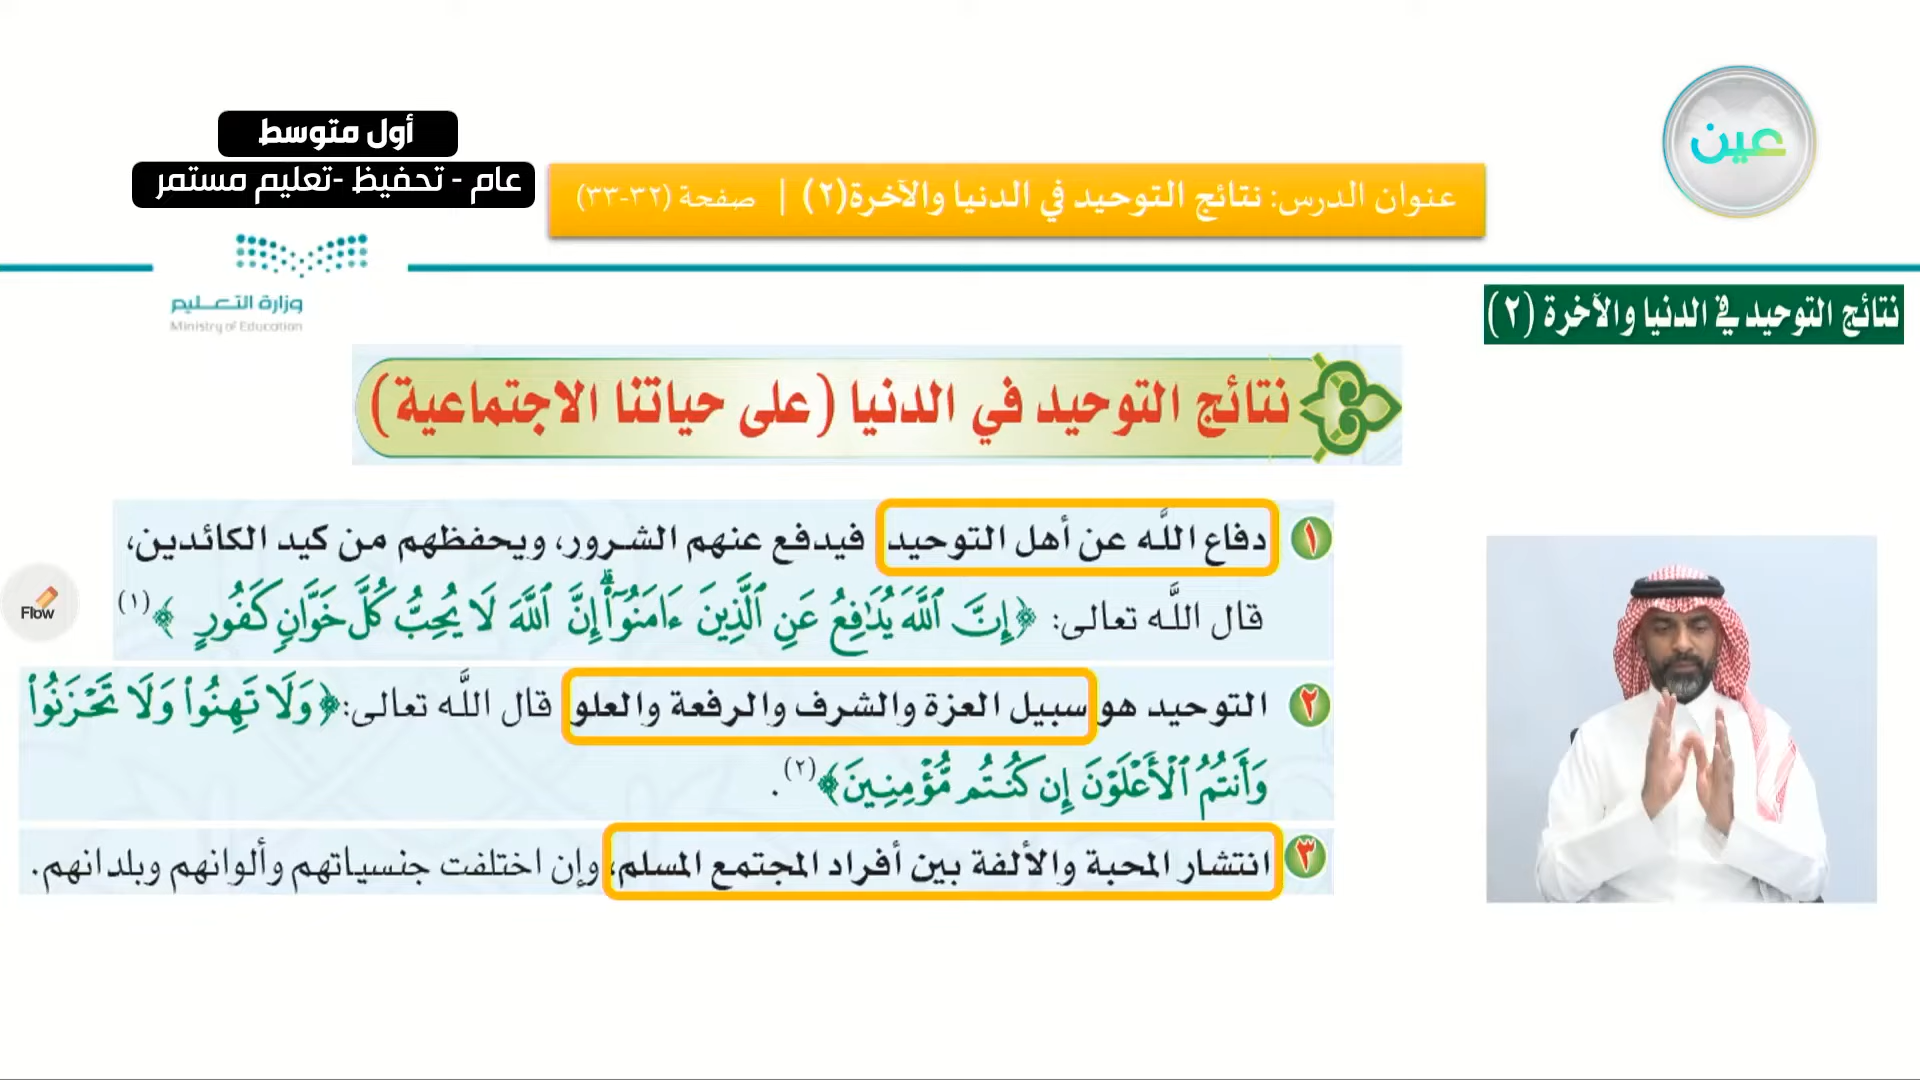 عين
أول متوسط
عام - تحفيظ -تعليم مستمر
عنوان الدرس: نتائج التوحيد في الدنيا والآخرة(٢) | صفحة (٣٢-٣٣)
وزارة التعليم
Ministry of Education
نتائج التوحيد في الدنيا والآخرة (٢)
نتائج التوحيد في الدنيا (على حياتنا الاجتماعية)
١ دفاع اللَّه عن أهل التوحيد فيدفع عنهم الشرور، ويحفظهم من كيد الكائدين،
قال اللَّه تعالى: ﴿إِنَّ ٱللَّهَ يُدَٰفِعُ عَنِ ٱلَّذِينَ ءَامَنُوٓا۟ ۗ إِنَّ ٱللَّهَ لَا يُحِبُّ كُلَّ خَوَّانٍ كَفُورٍ﴾(١)
٢ التوحيد هو سبيل العزة والشرف والرفعة والعلو قال اللَّه تعالى:﴿وَلَا تَهِنُوا۟ وَلَا تَحْزَنُوا۟
وَأَنتُمُ ٱلْأَعْلَوْنَ إِن كُنتُم مُّؤْمِنِينَ﴾(٢).
٣ انتشار المحبة والألفة بين أفراد المجتمع المسلم، وإن اختلفت جنسياتهم وألوانهم وبلدانهم.
Flow